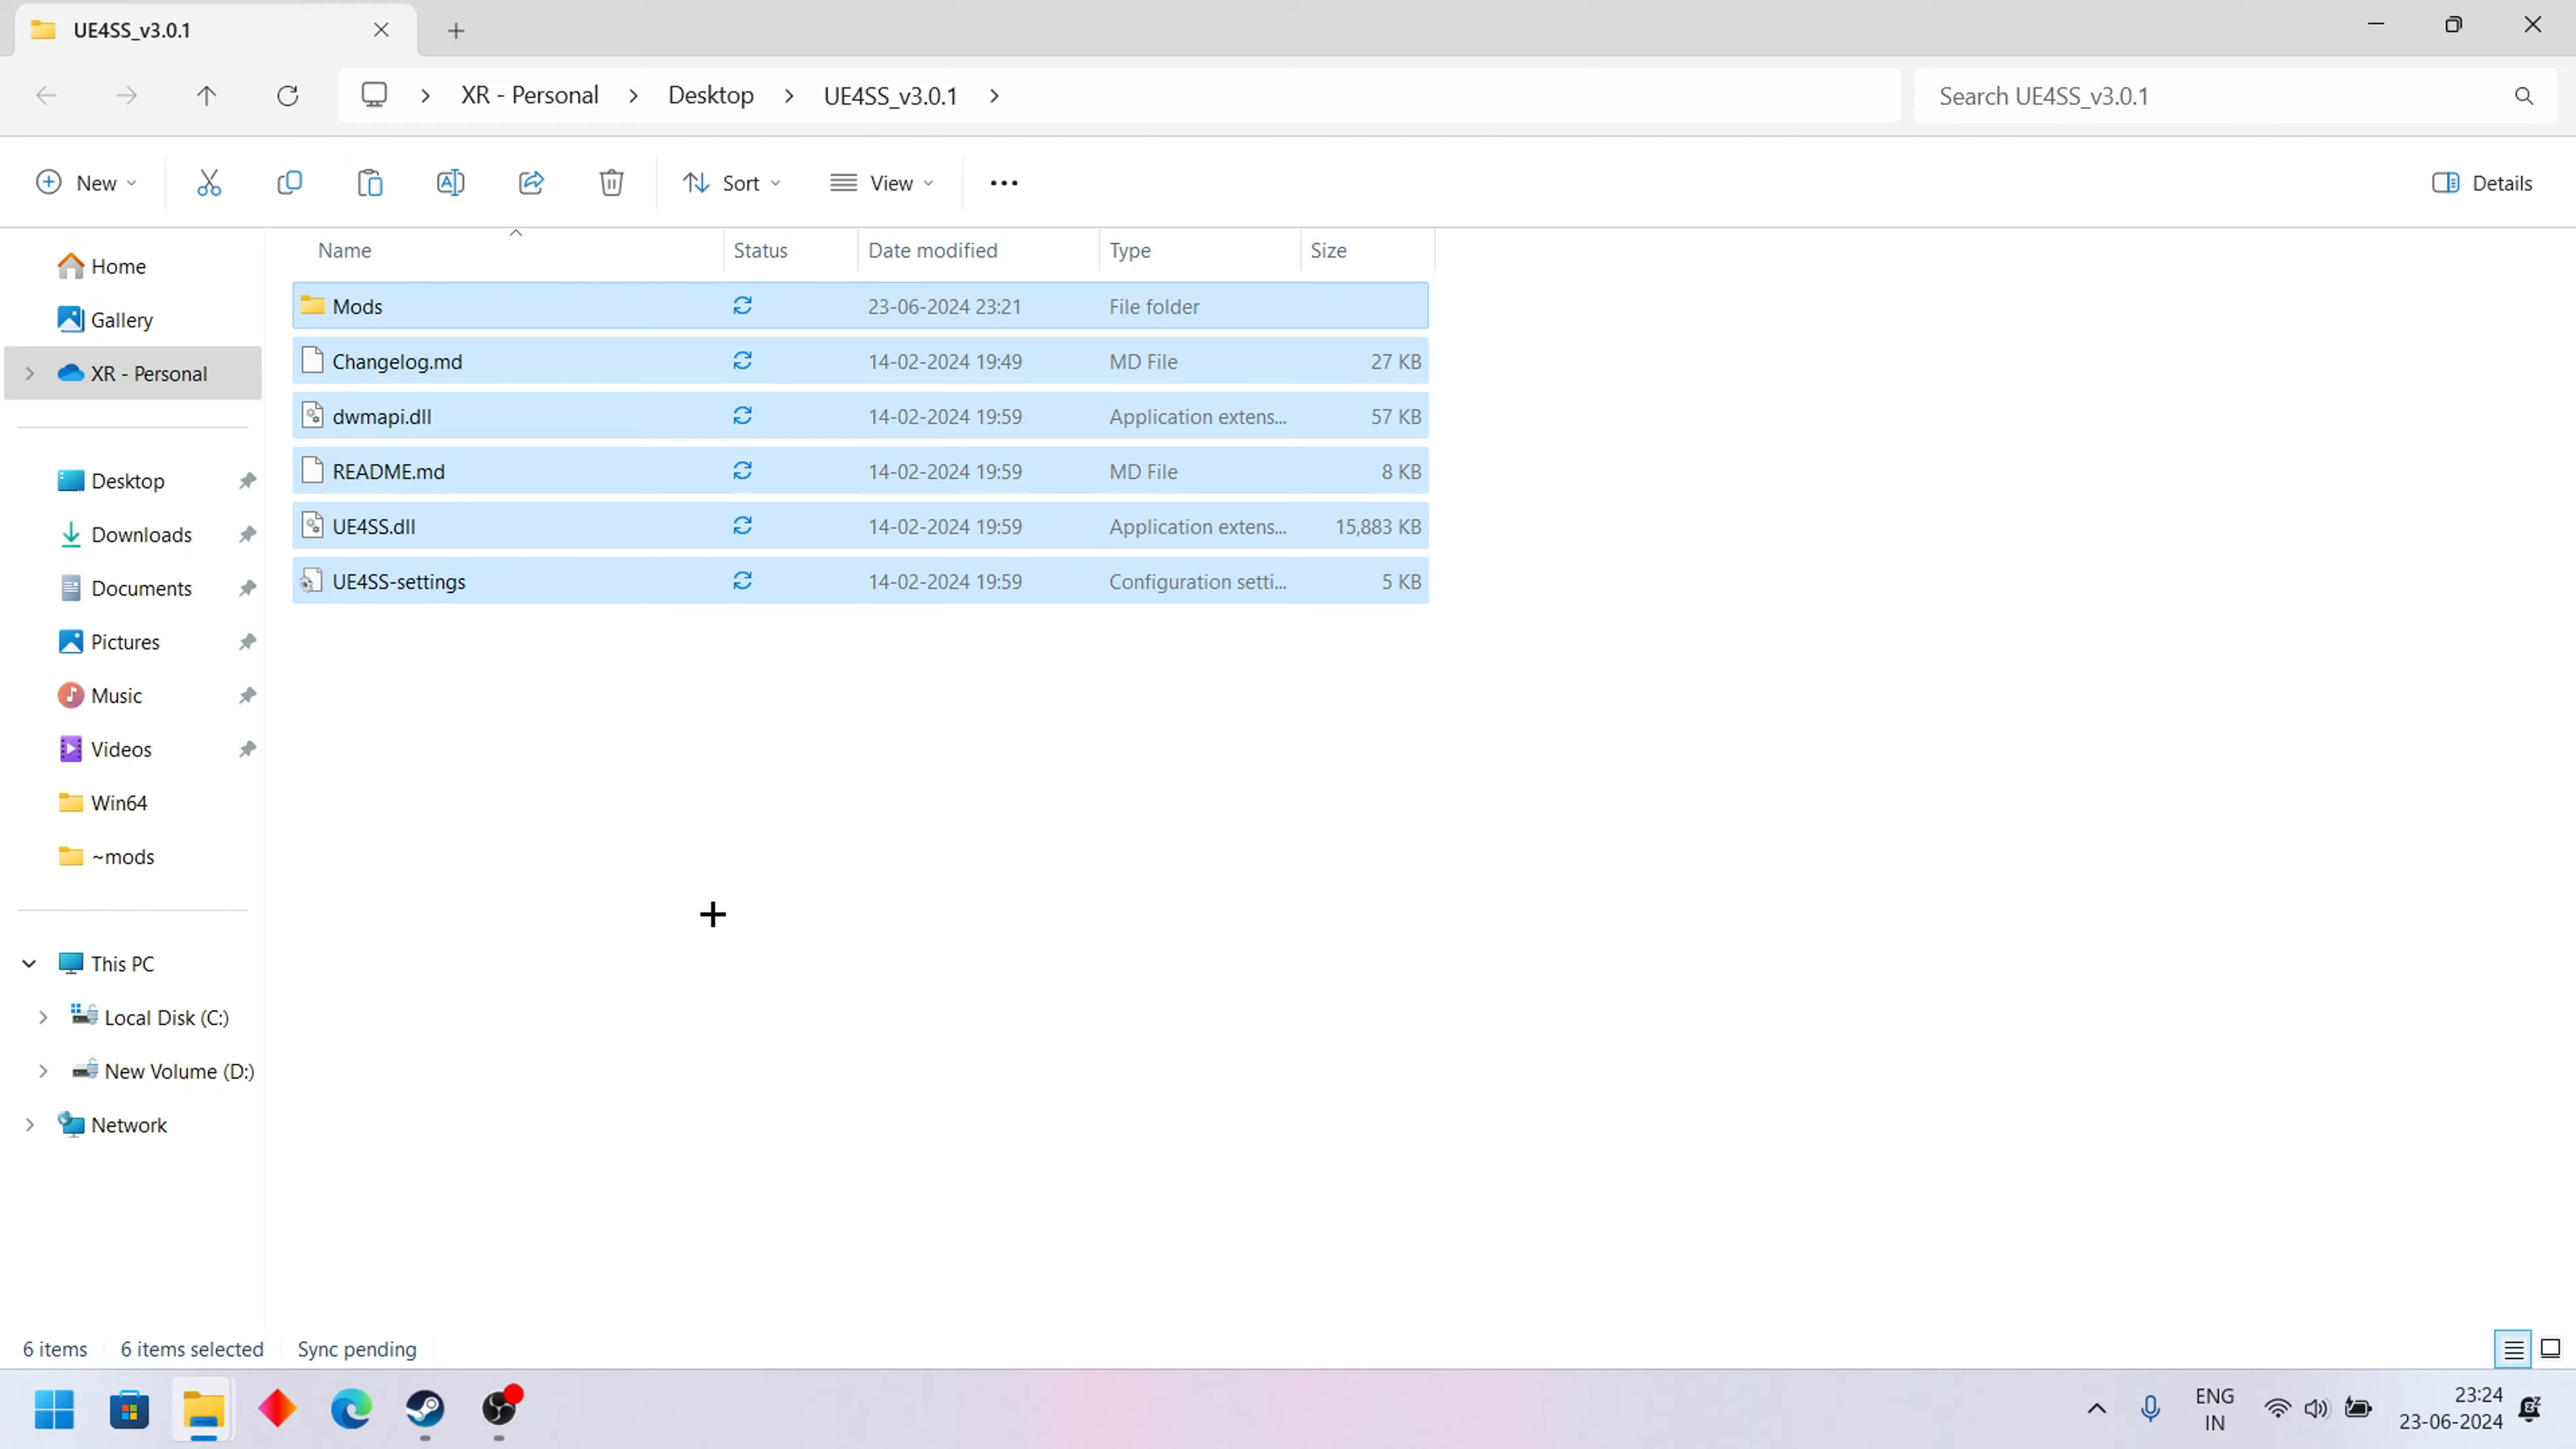 UE4SS_v3.0.1
XR - Personal
Desktop
UE4SS_v3.0.1
Search UE4SS_v3.0.1
New
Sort
View
Details
Name
Status
Date modified
Type
Size
Home
Gallery
XR - Personal
Desktop
Downloads
Documents
Pictures
Music
Videos
Win64
~mods
This PC
Local Disk (C:)
New Volume (D:)
Network
Mods 23-06-2024 23:21 File folder
Changelog.md 14-02-2024 19:49 MD File 27 KB
dwmapi.dll 14-02-2024 19:59 Application extens... 57 KB
README.md 14-02-2024 19:59 MD File 8 KB
UE4SS.dll 14-02-2024 19:59 Application extens... 15,883 KB
UE4SS-settings 14-02-2024 19:59 Configuration setti... 5 KB
6 items 6 items selected Sync pending
ENG
IN
23:24
23-06-2024